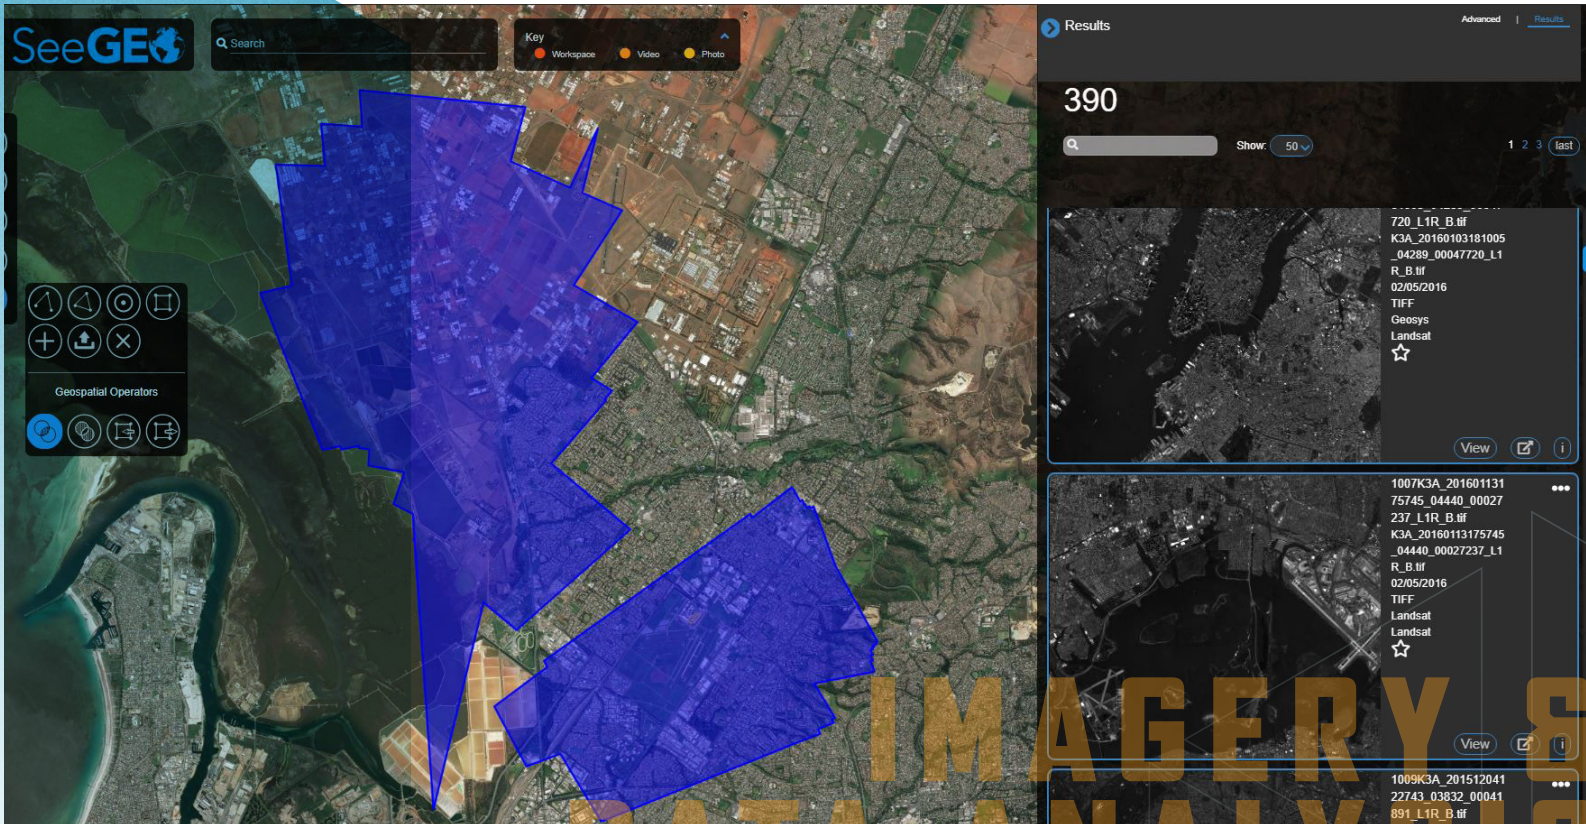 SeeGEO
Search
Key
Workspace
Video
Photo
Geospatial Operators
Results
Advanced | Results
390
Show: 50
1 2 3 last
720_L1R_B.tif
K3A_20160103181005
_04289_00047720_L1
R_B.tif
02/05/2016
TIFF
Geosys
Landsat
View
i
1007K3A_201601131
75745_04440_00027
237_L1R_B.tif
K3A_20160113175745
_04440_00027237_L1
R_B.tif
02/05/2016
TIFF
Landsat
Landsat
View
i
1009K3A_201512041
22743_03832_00041
891_L1R_B.tif
IMAGERY &
DATA ANALYSIS